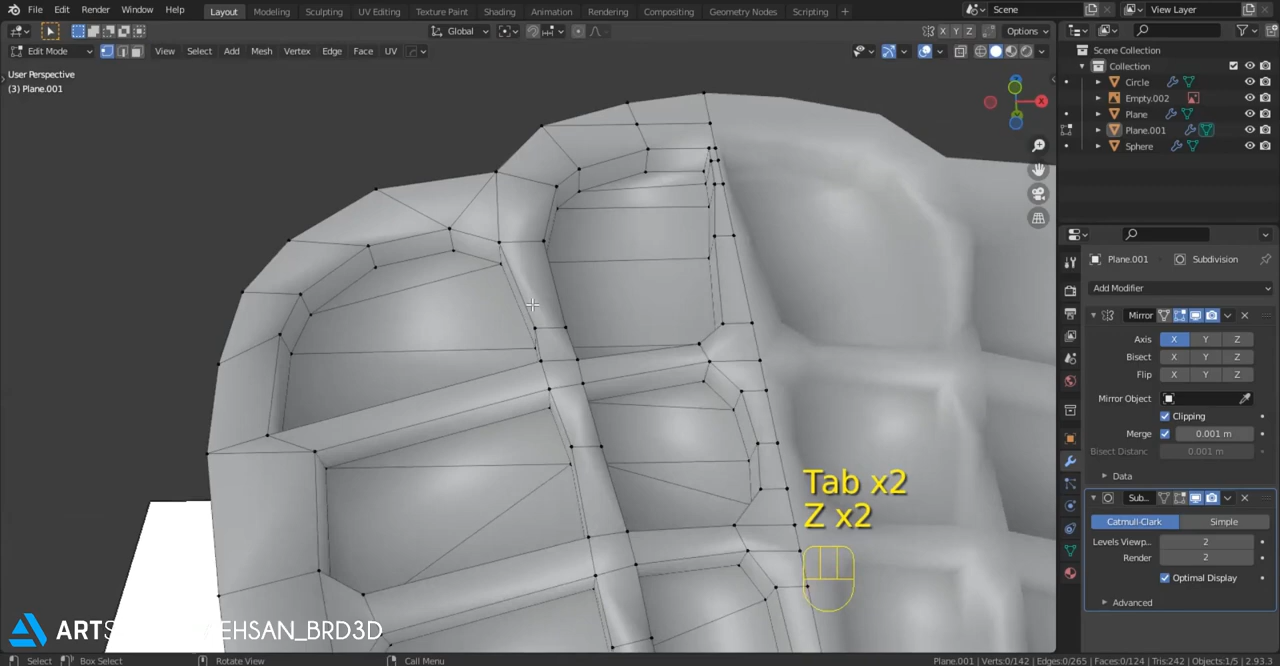 File Edit Render Window Help Layout Modeling Sculpting UV Editing Texture Paint Shading Animation Rendering Compositing Geometry Nodes Scripting + Scene View Layer
Global Options
Edit Mode View Select Add Mesh Vertex Edge Face UV X Y Z
User Perspective
(3) Plane.001
Scene Collection
Collection
Circle
Empty.002
Plane
Plane.001
Sphere
Plane.001 Subdivision
Add Modifier
Mirror
Axis X Y Z
Bisect X Y Z
Flip X Y Z
Mirror Object
Clipping
Merge 0.001 m
Bisect Distanc 0.001 m
Data
Sub...
Catmull-Clark Simple
Levels Viewp... 2
Render 2
Optimal Display
Advanced
Tab x2
Z x2
EHSAN_BRD3D
Select Box Select Rotate View Call Menu Plane.001 | Verts:0/142 | Edges:0/265 | Faces:0/124 | Tris:242 | Objects:1/5 | 2.93.3